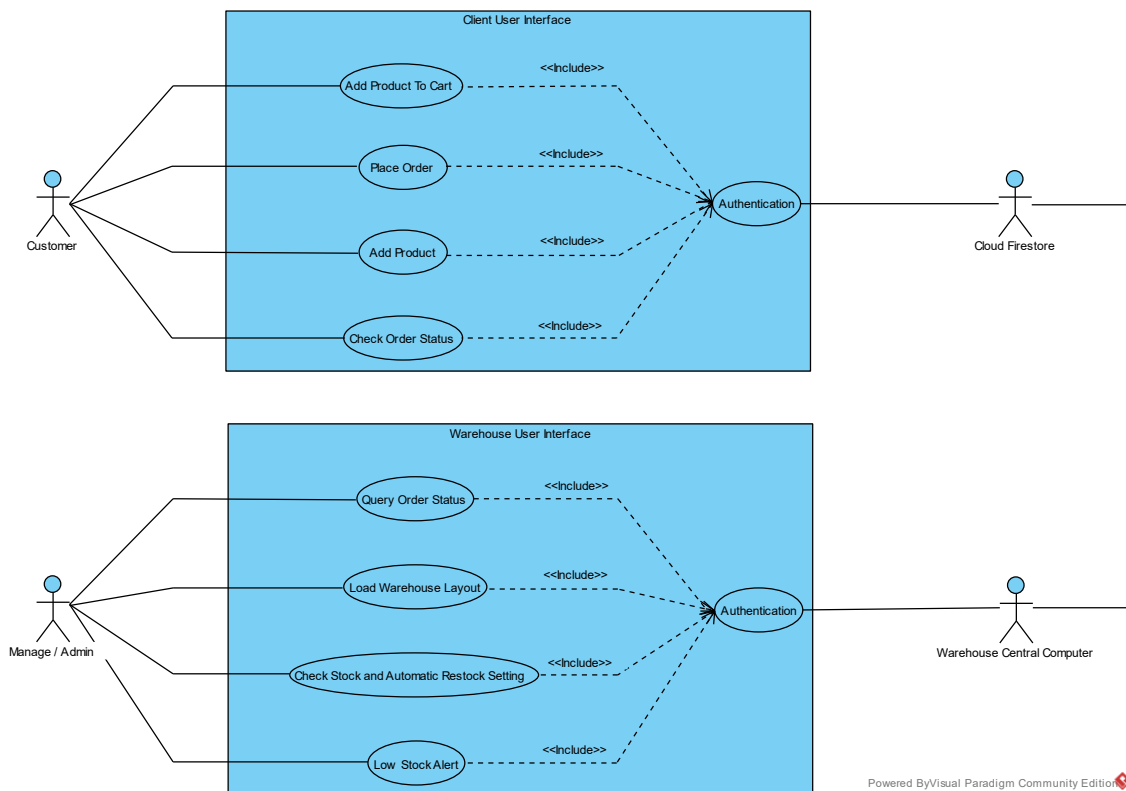 Client User Interface
<<Include>>
Add Product To Cart
<<Include>>
Place Order
Authentication
<<Include>>
Customer
Add Product
Cloud Firestore
<<Include>>
Check Order Status
Warehouse User Interface
<<Include>>
Query Order Status
<<Include>>
Load Warehouse Layout
Authentication
Manage / Admin
Warehouse Central Computer
<<Include>>
Check Stock and Automatic Restock Setting
<<Include>>
Low Stock Alert
Powered ByVisual Paradigm Community Edition